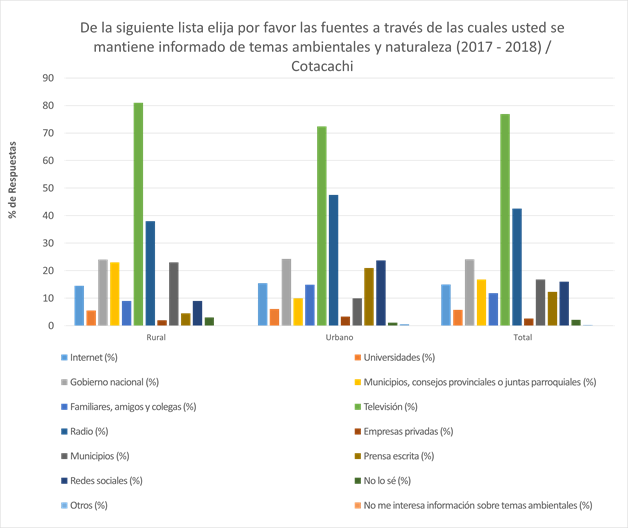 De la siguiente lista elija por favor las fuentes a través de las cuales usted se
mantiene informado de temas ambientales y naturaleza (2017 - 2018) /
Cotacachi
% de Respuestas
90
80
70
60
50
40
30
20
10
0
Rural Urbano Total
Internet (%) Universidades (%)
Gobierno nacional (%) Municipios, consejos provinciales o juntas parroquiales (%)
Familiares, amigos y colegas (%) Televisión (%)
Radio (%) Empresas privadas (%)
Municipios (%) Prensa escrita (%)
Redes sociales (%) No lo sé (%)
Otros (%) No me interesa información sobre temas ambientales (%)